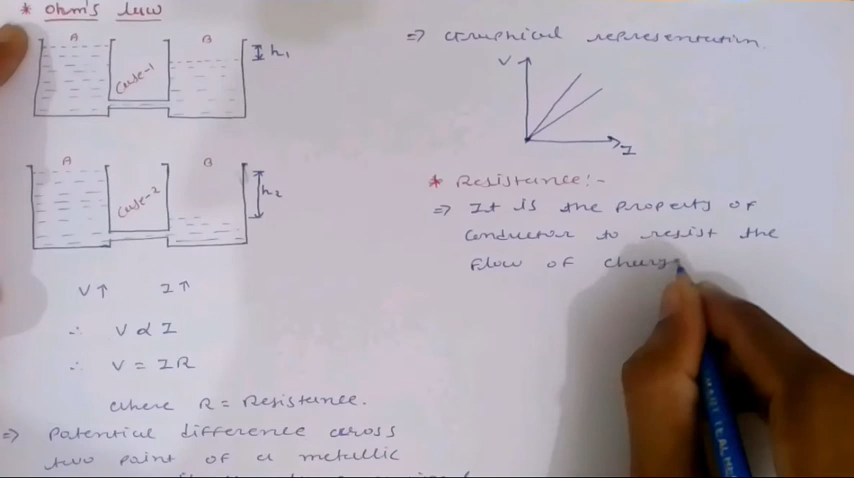 * Ohm's law
A B
case-1
h1
A B
case-2
h2
V↑ I↑
∴ V α I
∴ V = IR
where R = Resistance.
⇒ Potential difference across
two point of a metallic
⇒ Graphical representation.
V
I
* Resistance:-
⇒ It is the property of
conductor to resist the
flow of charge